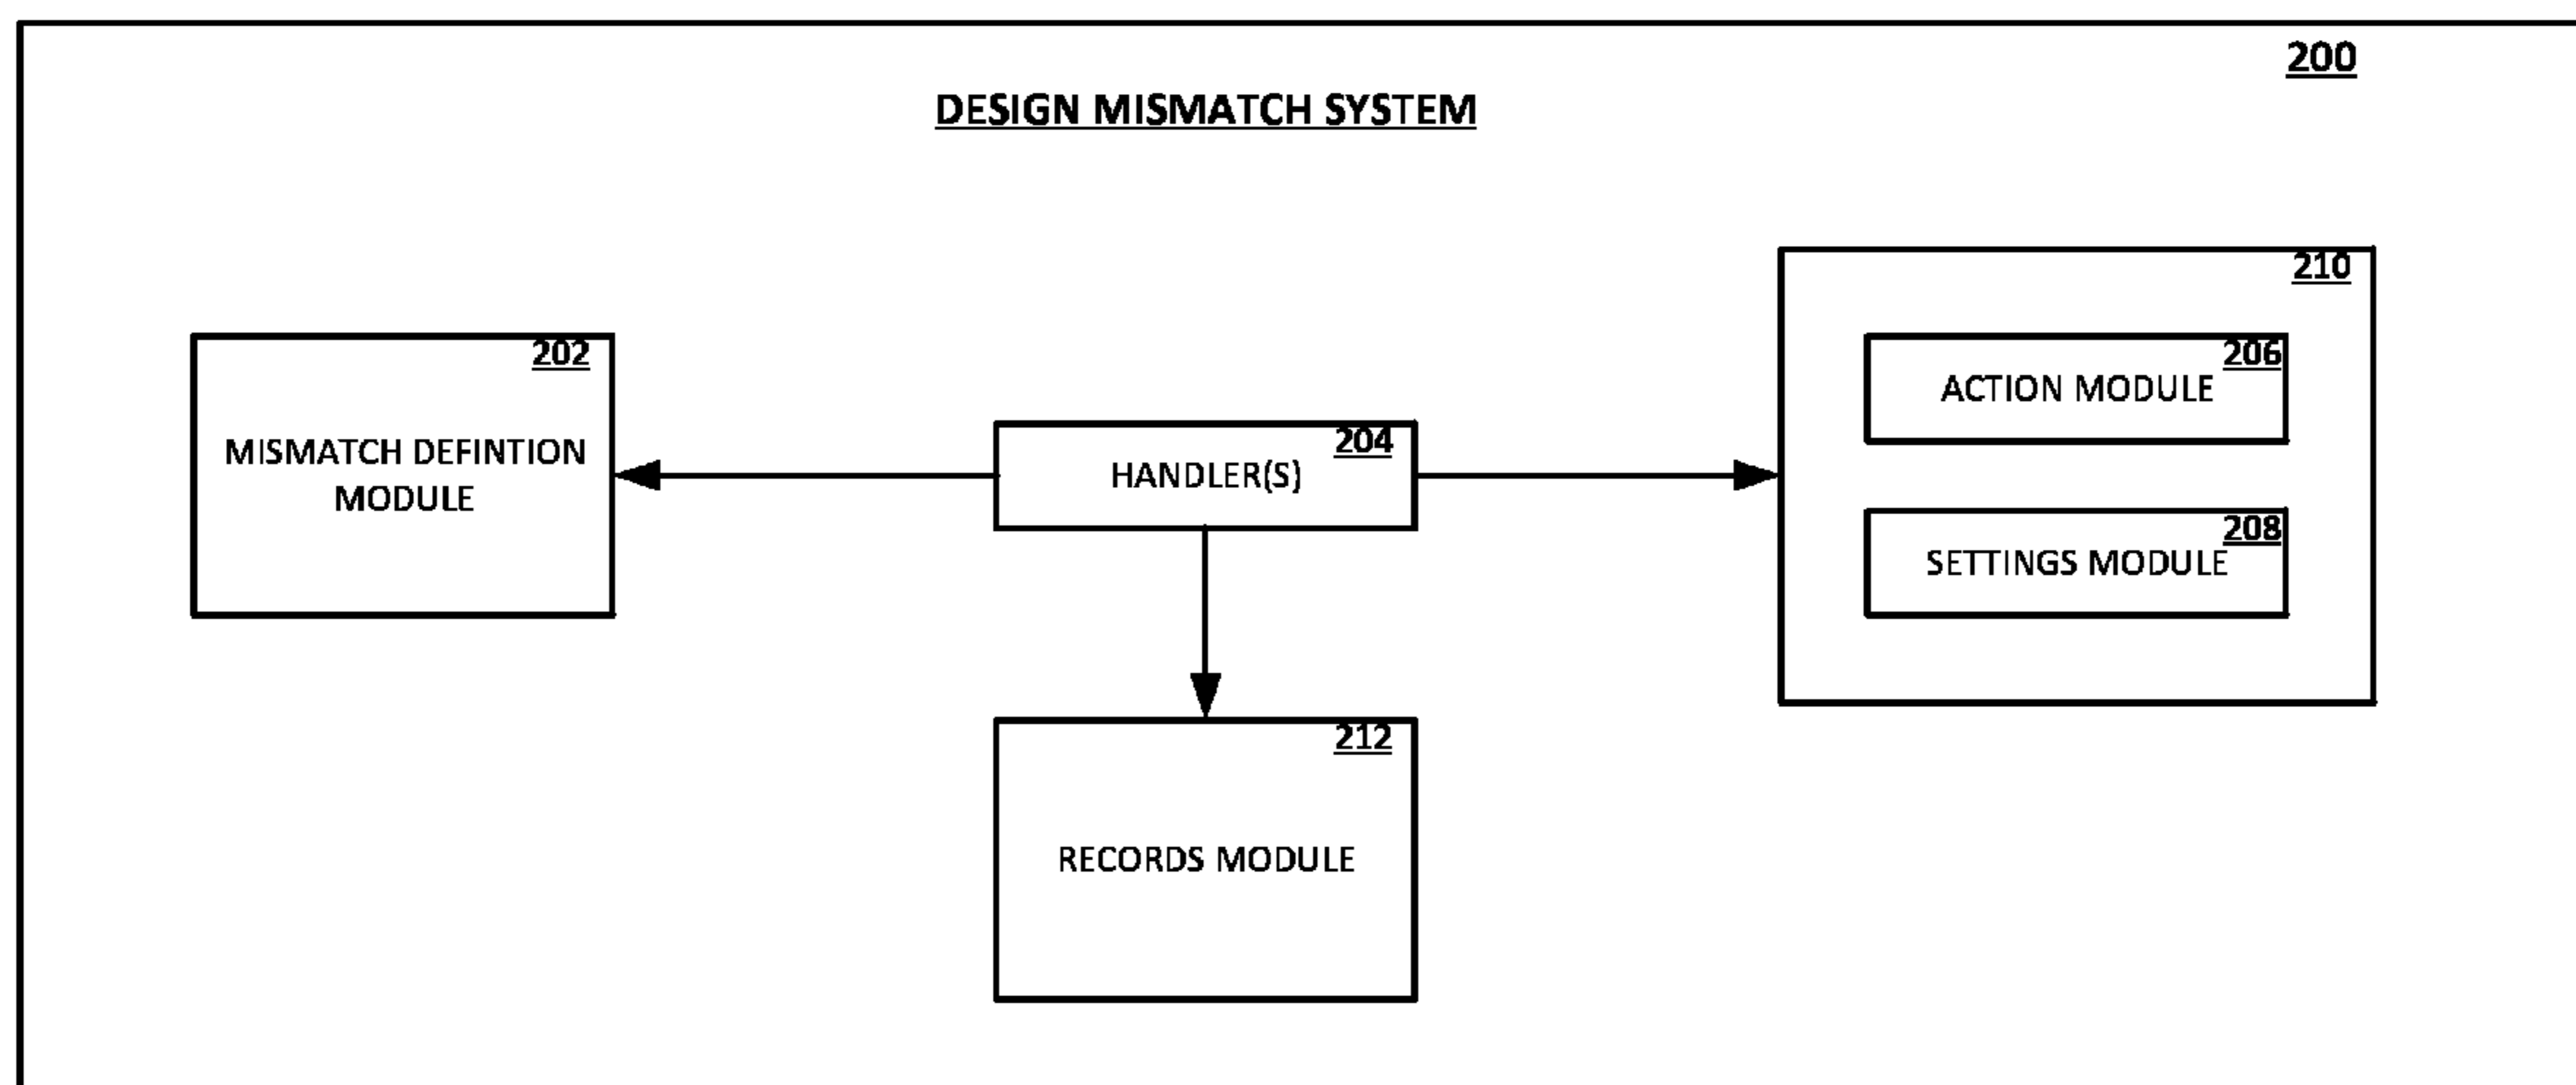 200
DESIGN MISMATCH SYSTEM
210
202
206
ACTION MODULE
MISMATCH DEFINTION
MODULE
204
HANDLER(S)
208
SETTINGS MODULE
212
RECORDS MODULE